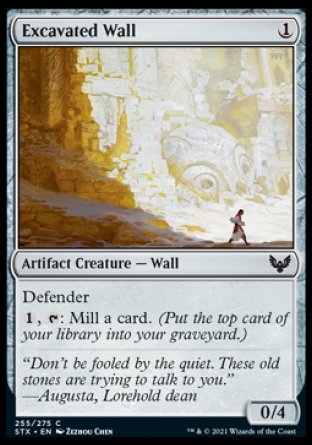 Excavated Wall 1
Artifact Creature — Wall
Defender
1, : Mill a card. (Put the top card of
your library into your graveyard.)
“Don’t be fooled by the quiet. These old
stones are trying to talk to you.”
—Augusta, Lorehold dean
0/4
255/275 C
STX • EN Zizhou Chen
™ & © 2021 Wizards of the Coast